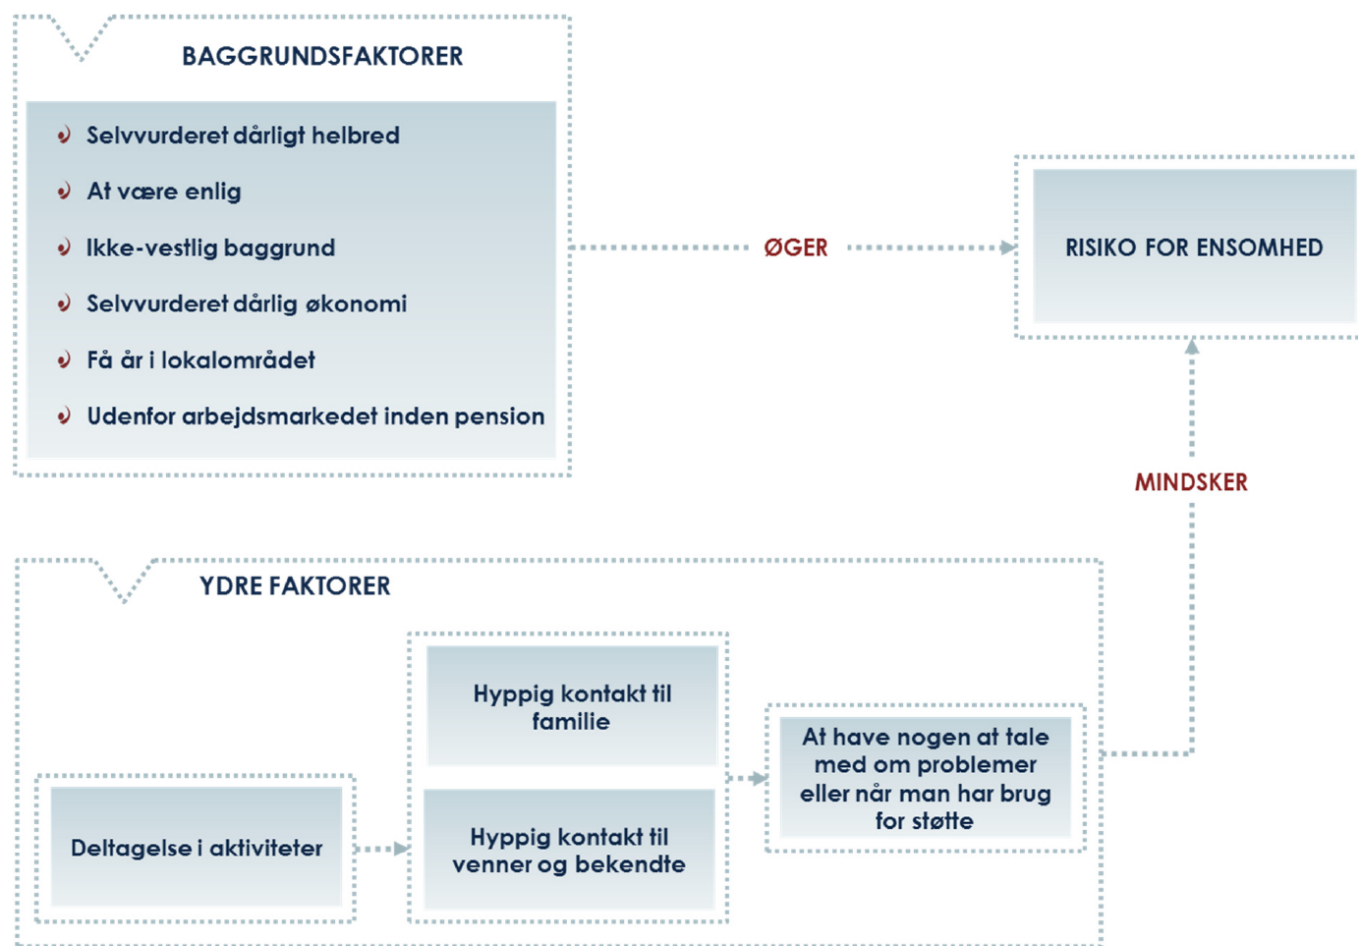 BAGGRUNDSFAKTORER
Selvvurderet dårligt helbred
At være enlig
Ikke-vestlig baggrund
Selvvurderet dårlig økonomi
Få år i lokalområdet
Udenfor arbejdsmarkedet inden pension
ØGER
RISIKO FOR ENSOMHED
MINDSKER
YDRE FAKTORER
Deltagelse i aktiviteter
Hyppig kontakt til
familie
Hyppig kontakt til
venner og bekendte
At have nogen at tale
med om problemer
eller når man har brug
for støtte